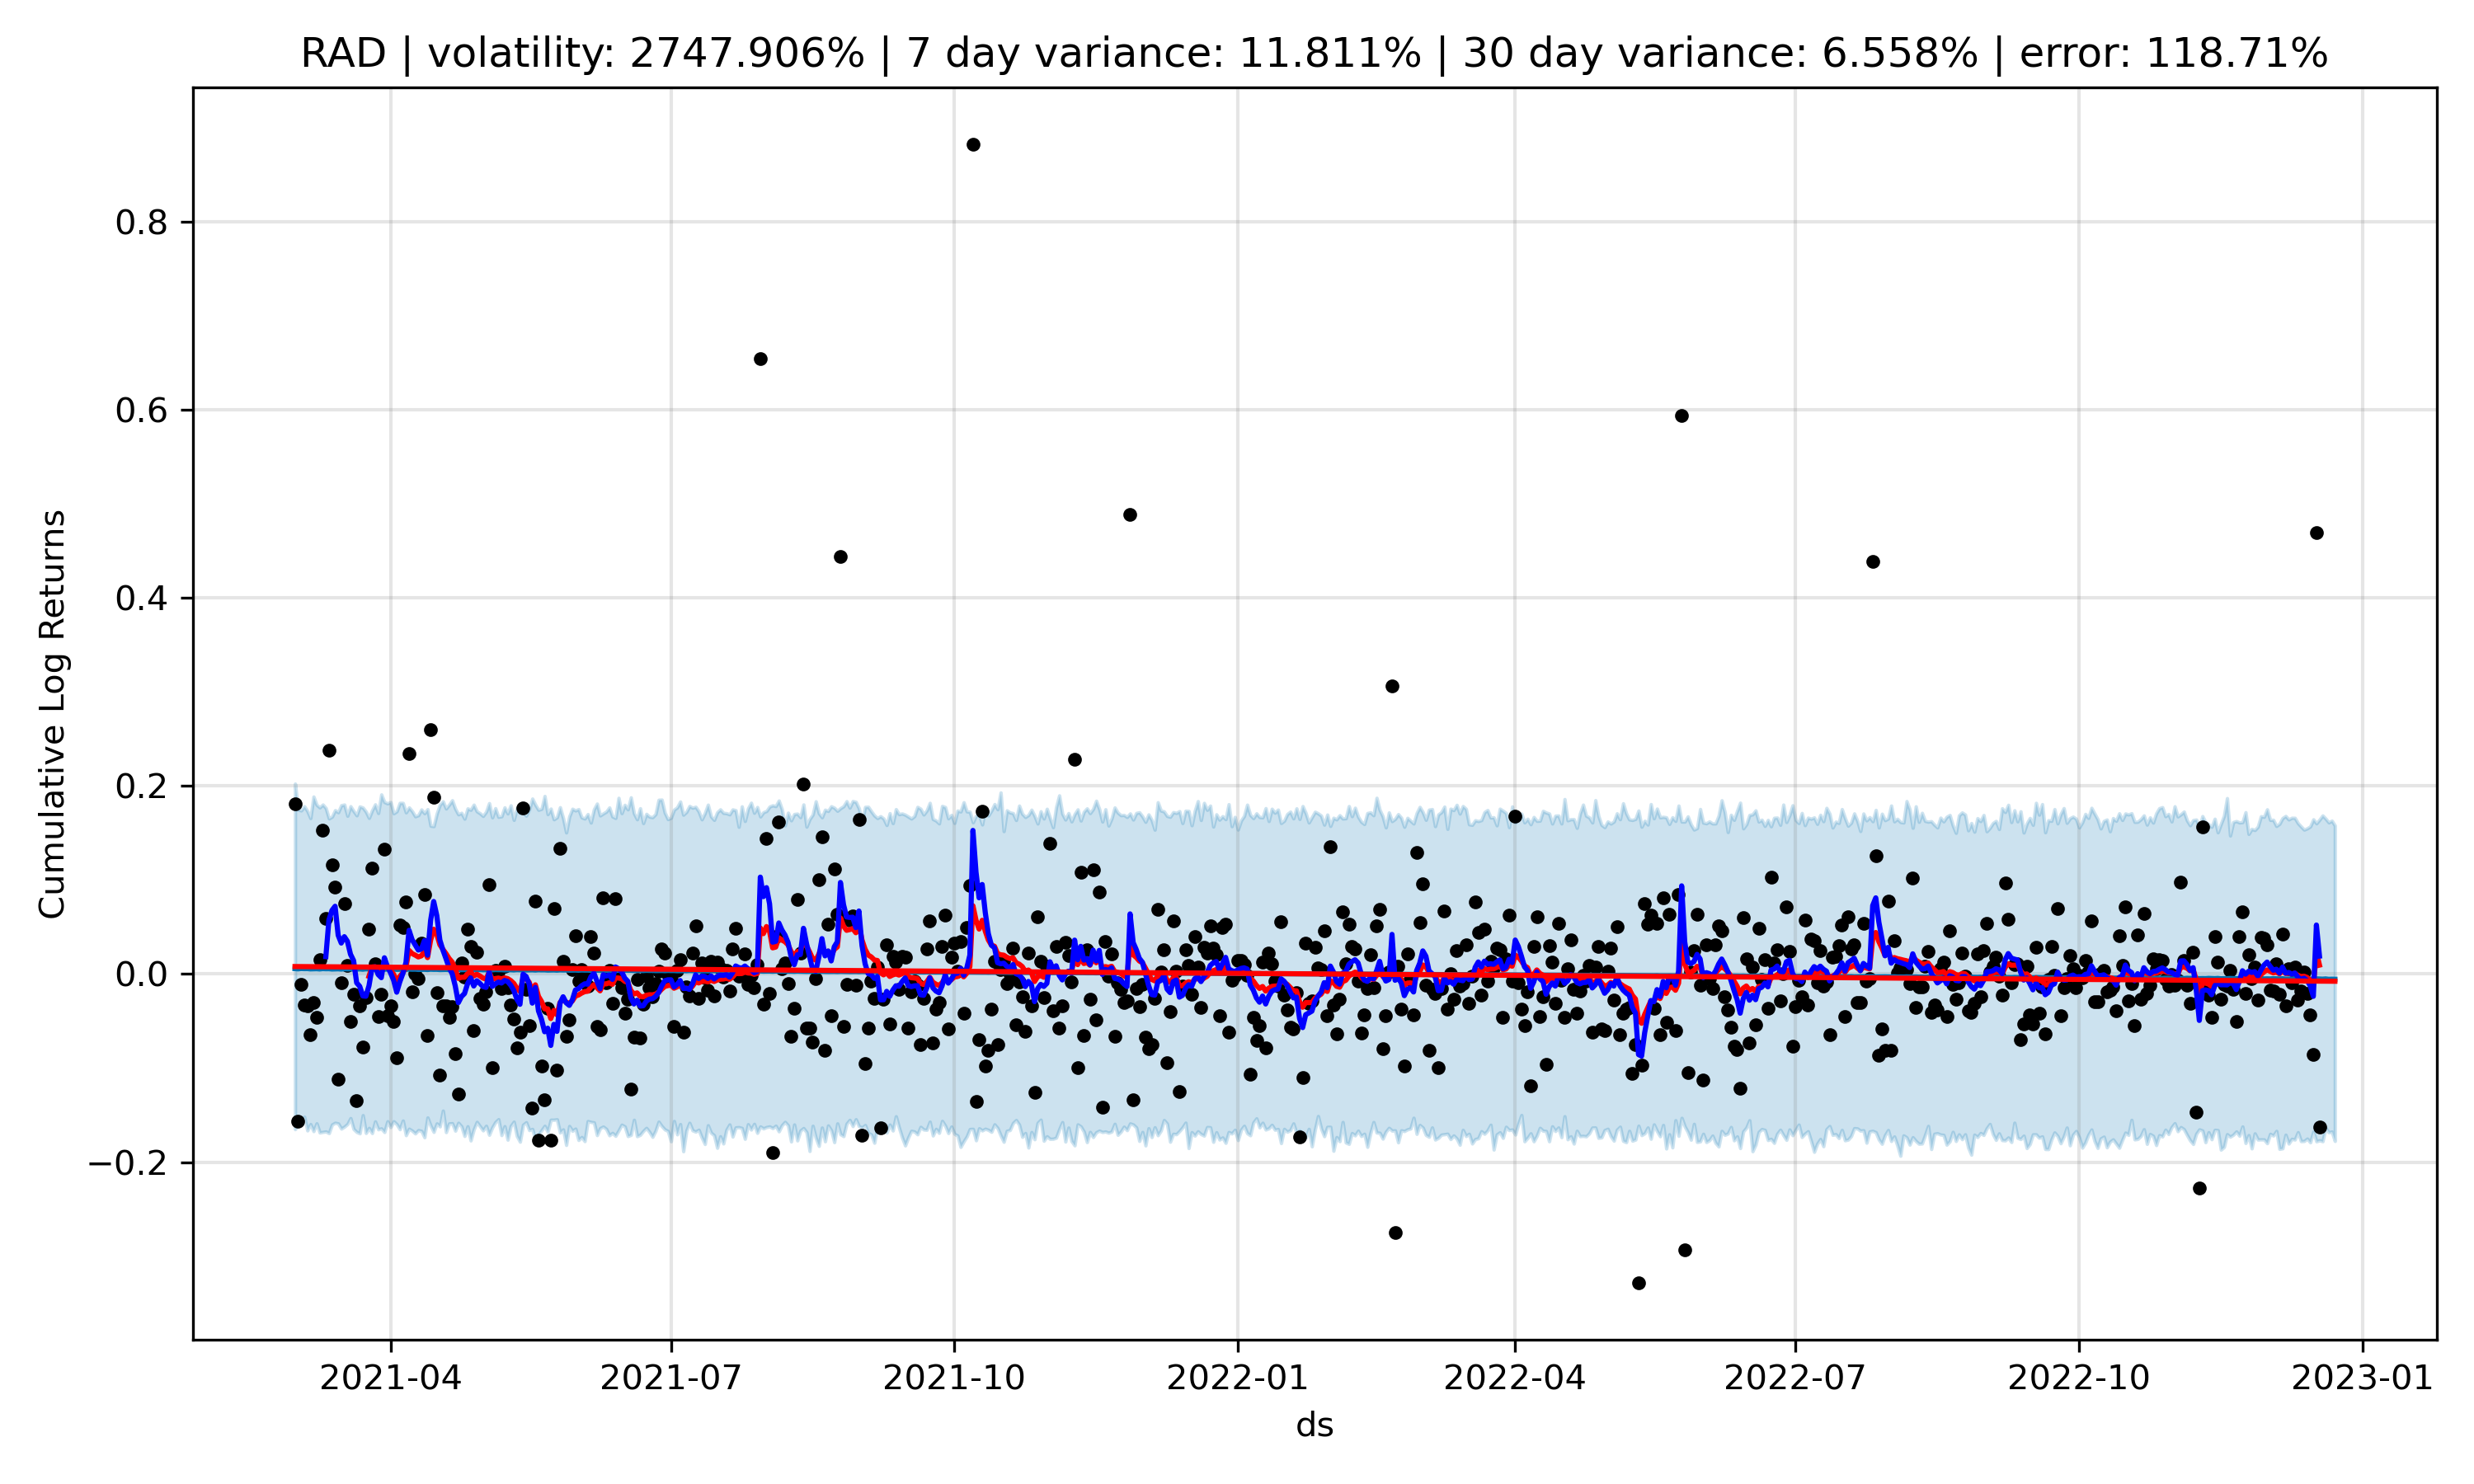 RAD | volatility: 2747.906% | 7 day variance: 11.811% | 30 day variance: 6.558% | error: 118.71%
Cumulative Log Returns
0.8
0.6
0.4
0.2
0.0
−0.2
2021-04 2021-07 2021-10 2022-01 2022-04 2022-07 2022-10 2023-01
ds